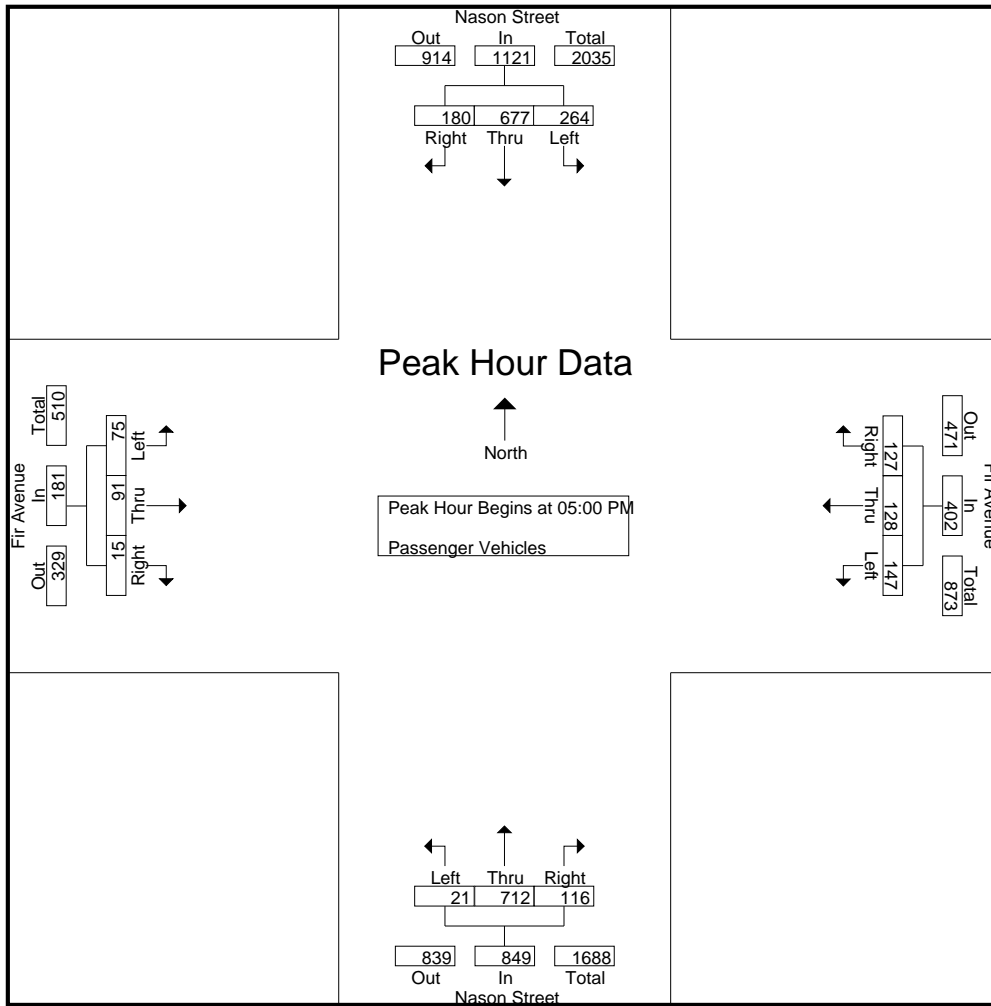 Nason Street
Out In Total
914 1121 2035
180 677 264
Right Thru Left
Peak Hour Data
North
Peak Hour Begins at 05:00 PM
Passenger Vehicles
Fir Avenue
Total In Out
510 181 329
75 91 15
Left Thru Right
Fir Avenue
Out In Total
471 402 873
127 128 147
Right Thru Left
Left Thru Right
21 712 116
839 849 1688
Out In Total
Nason Street